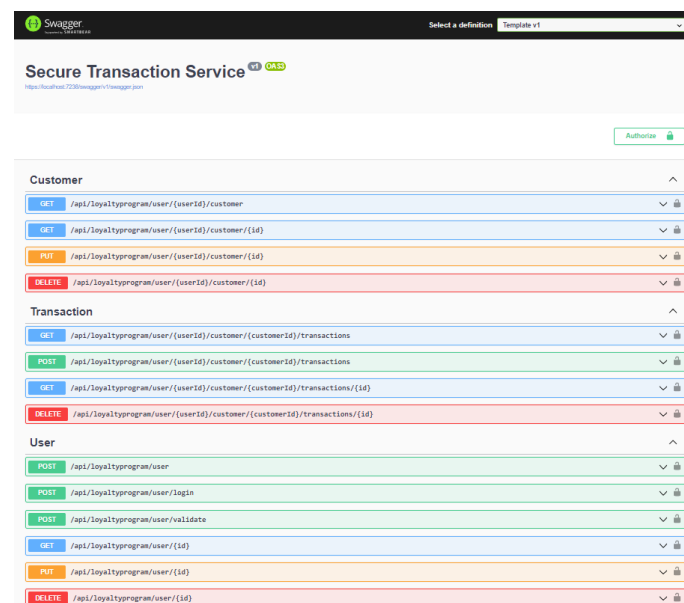 Swagger
Supported by SMARTBEAR
Select a definition
Template v1
Secure Transaction Service v1 OAS3
https://localhost:7238/swagger/v1/swagger.json
Authorize
Customer
GET /api/loyaltyprogram/user/{userId}/customer
GET /api/loyaltyprogram/user/{userId}/customer/{id}
PUT /api/loyaltyprogram/user/{userId}/customer/{id}
DELETE /api/loyaltyprogram/user/{userId}/customer/{id}
Transaction
GET /api/loyaltyprogram/user/{userId}/customer/{customerId}/transactions
POST /api/loyaltyprogram/user/{userId}/customer/{customerId}/transactions
GET /api/loyaltyprogram/user/{userId}/customer/{customerId}/transactions/{id}
DELETE /api/loyaltyprogram/user/{userId}/customer/{customerId}/transactions/{id}
User
POST /api/loyaltyprogram/user
POST /api/loyaltyprogram/user/login
POST /api/loyaltyprogram/user/validate
GET /api/loyaltyprogram/user/{id}
PUT /api/loyaltyprogram/user/{id}
DELETE /api/loyaltyprogram/user/{id}